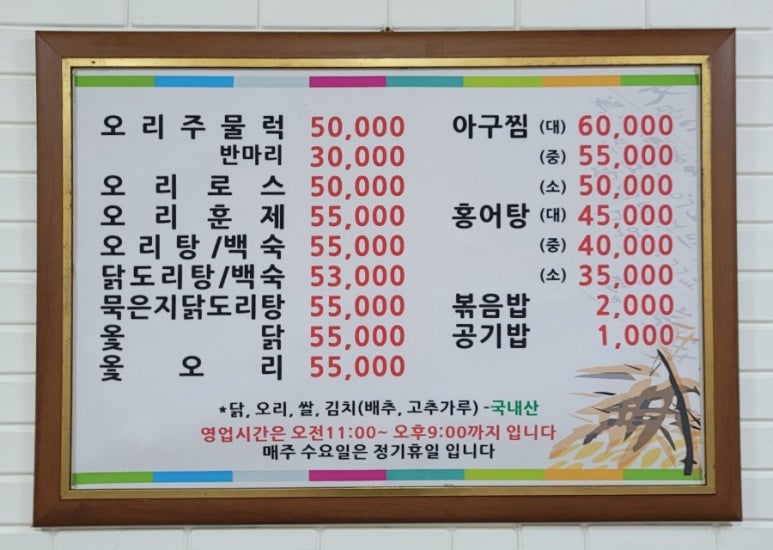 오리주물럭 50,000
반마리 30,000
오리로스 50,000
오리훈제 55,000
오리탕/백숙 55,000
닭도리탕/백숙 53,000
묵은지닭도리탕 55,000
옻닭 55,000
옻오리 55,000
아구찜 (대) 60,000
(중) 55,000
(소) 50,000
홍어탕 (대) 45,000
(중) 40,000
(소) 35,000
볶음밥 2,000
공기밥 1,000
*닭, 오리, 쌀, 김치(배추, 고추가루) -국내산
영업시간은 오전11:00~ 오후9:00까지 입니다
매주 수요일은 정기휴일 입니다